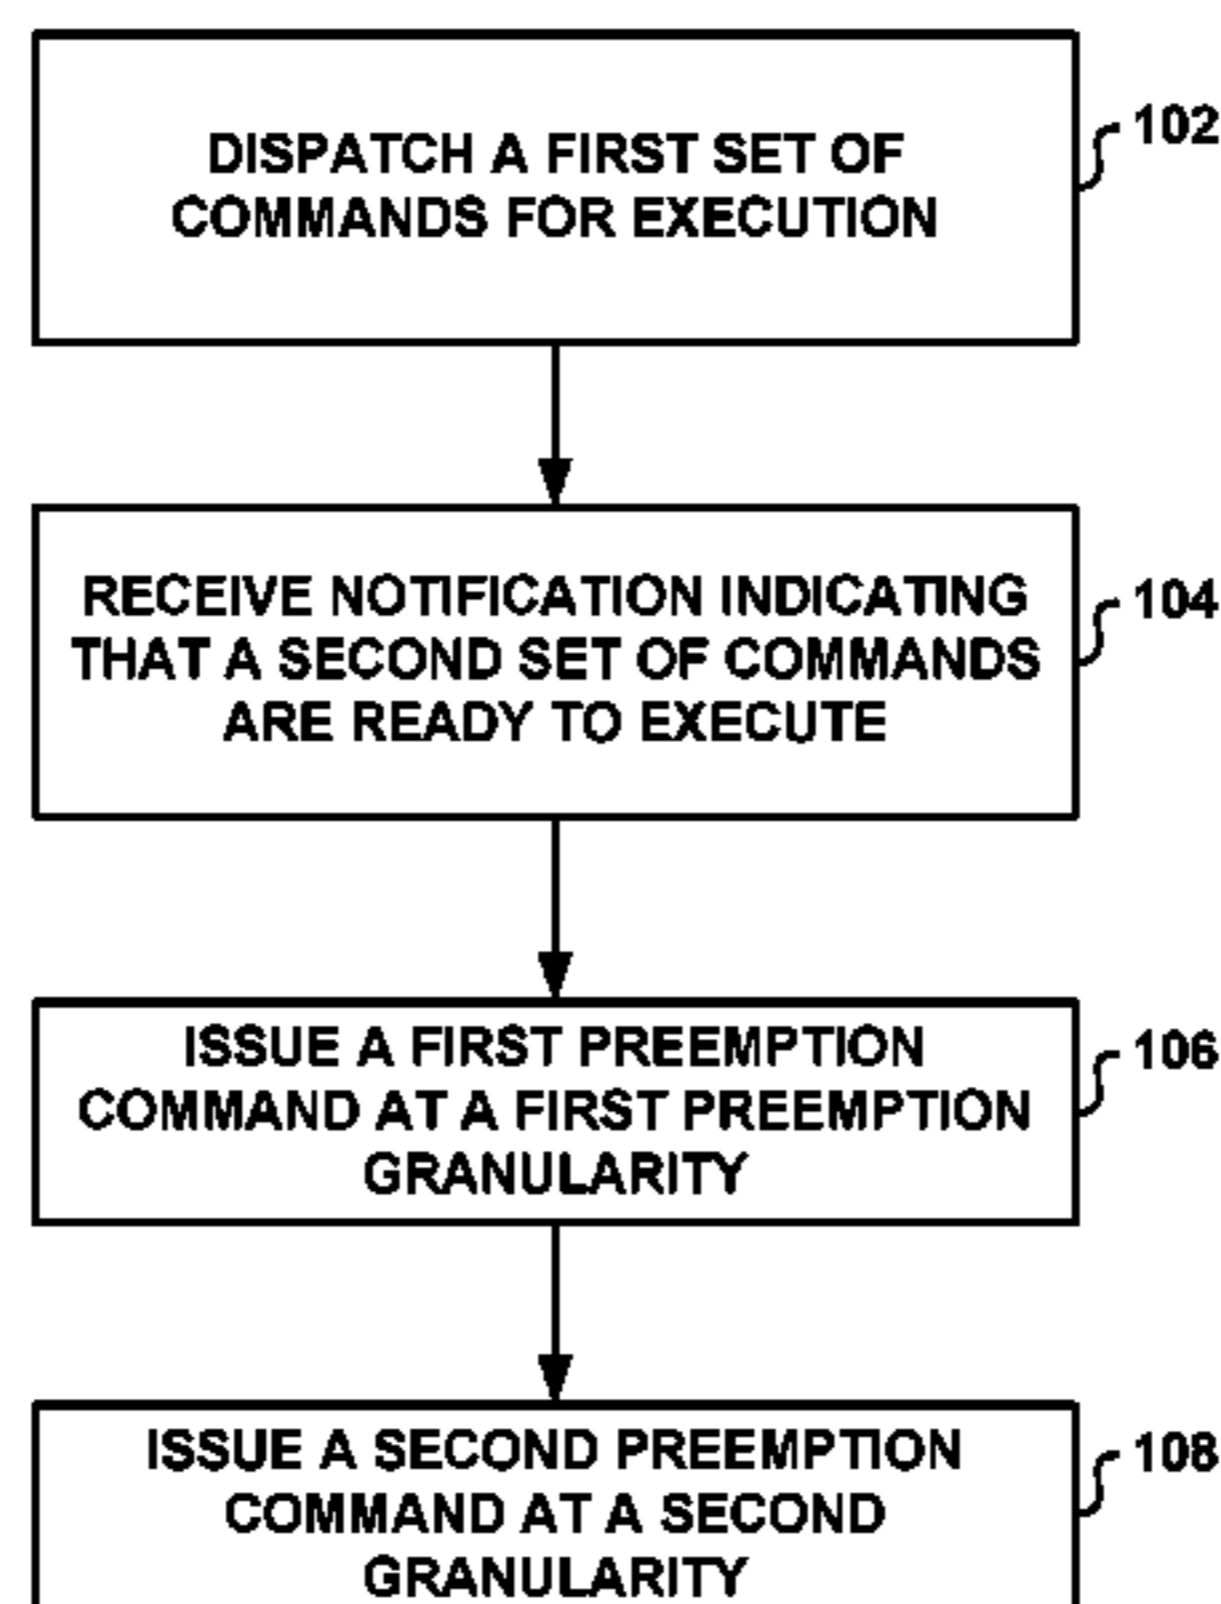 DISPATCH A FIRST SET OF
COMMANDS FOR EXECUTION
102
RECEIVE NOTIFICATION INDICATING
THAT A SECOND SET OF COMMANDS
ARE READY TO EXECUTE
104
ISSUE A FIRST PREEMPTION
COMMAND AT A FIRST PREEMPTION
GRANULARITY
106
ISSUE A SECOND PREEMPTION
COMMAND AT A SECOND
GRANULARITY
108